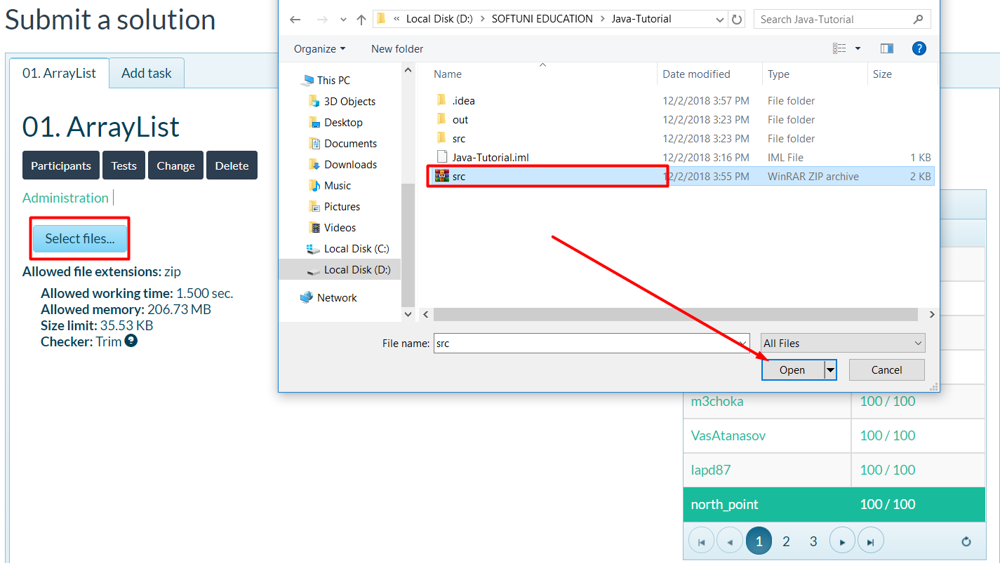 Submit a solution
01. ArrayList
Add task
01. ArrayList
Participants
Tests
Change
Delete
Administration
Select files...
Allowed file extensions: zip
Allowed working time: 1.500 sec.
Allowed memory: 206.73 MB
Size limit: 35.53 KB
Checker: Trim ?
« Local Disk (D:) > SOFTUNI EDUCATION > Java-Tutorial
Search Java-Tutorial
Organize
New folder
?
This PC
3D Objects
Desktop
Documents
Downloads
Music
Pictures
Videos
Local Disk (C:)
Local Disk (D:)
Network
Name Date modified Type Size
.idea 12/2/2018 3:57 PM File folder
out 12/2/2018 3:23 PM File folder
src 12/2/2018 3:23 PM File folder
Java-Tutorial.iml 12/2/2018 3:16 PM IML File 1 KB
src 12/2/2018 3:55 PM WinRAR ZIP archive 2 KB
File name: src
All Files
Open
Cancel
m3choka 100 / 100
VasAtanasov 100 / 100
lapd87 100 / 100
north_point 100 / 100
1 2 3